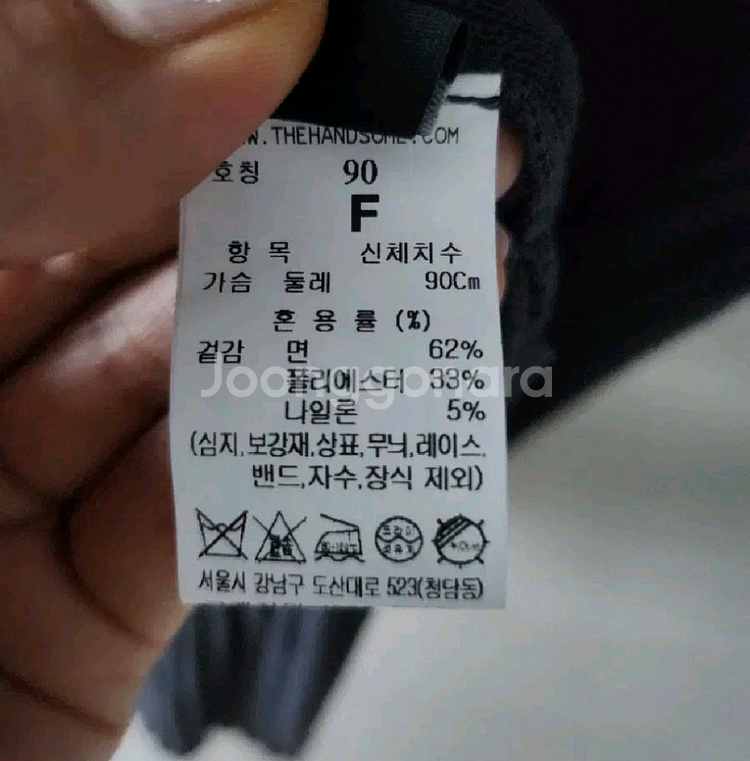 W.THEHANDSOME.COM
호칭 90
F
항 목 신체치수
가슴 둘레 90Cm
혼 용 률 (%)
겉감 면 62%
폴리에스터 33%
Joonggonara
나일론 5%
(심지,보강재,상표,무늬,레이스,
밴드,자수,장식 제외)
서울시 강남구 도산대로 523(청담동)